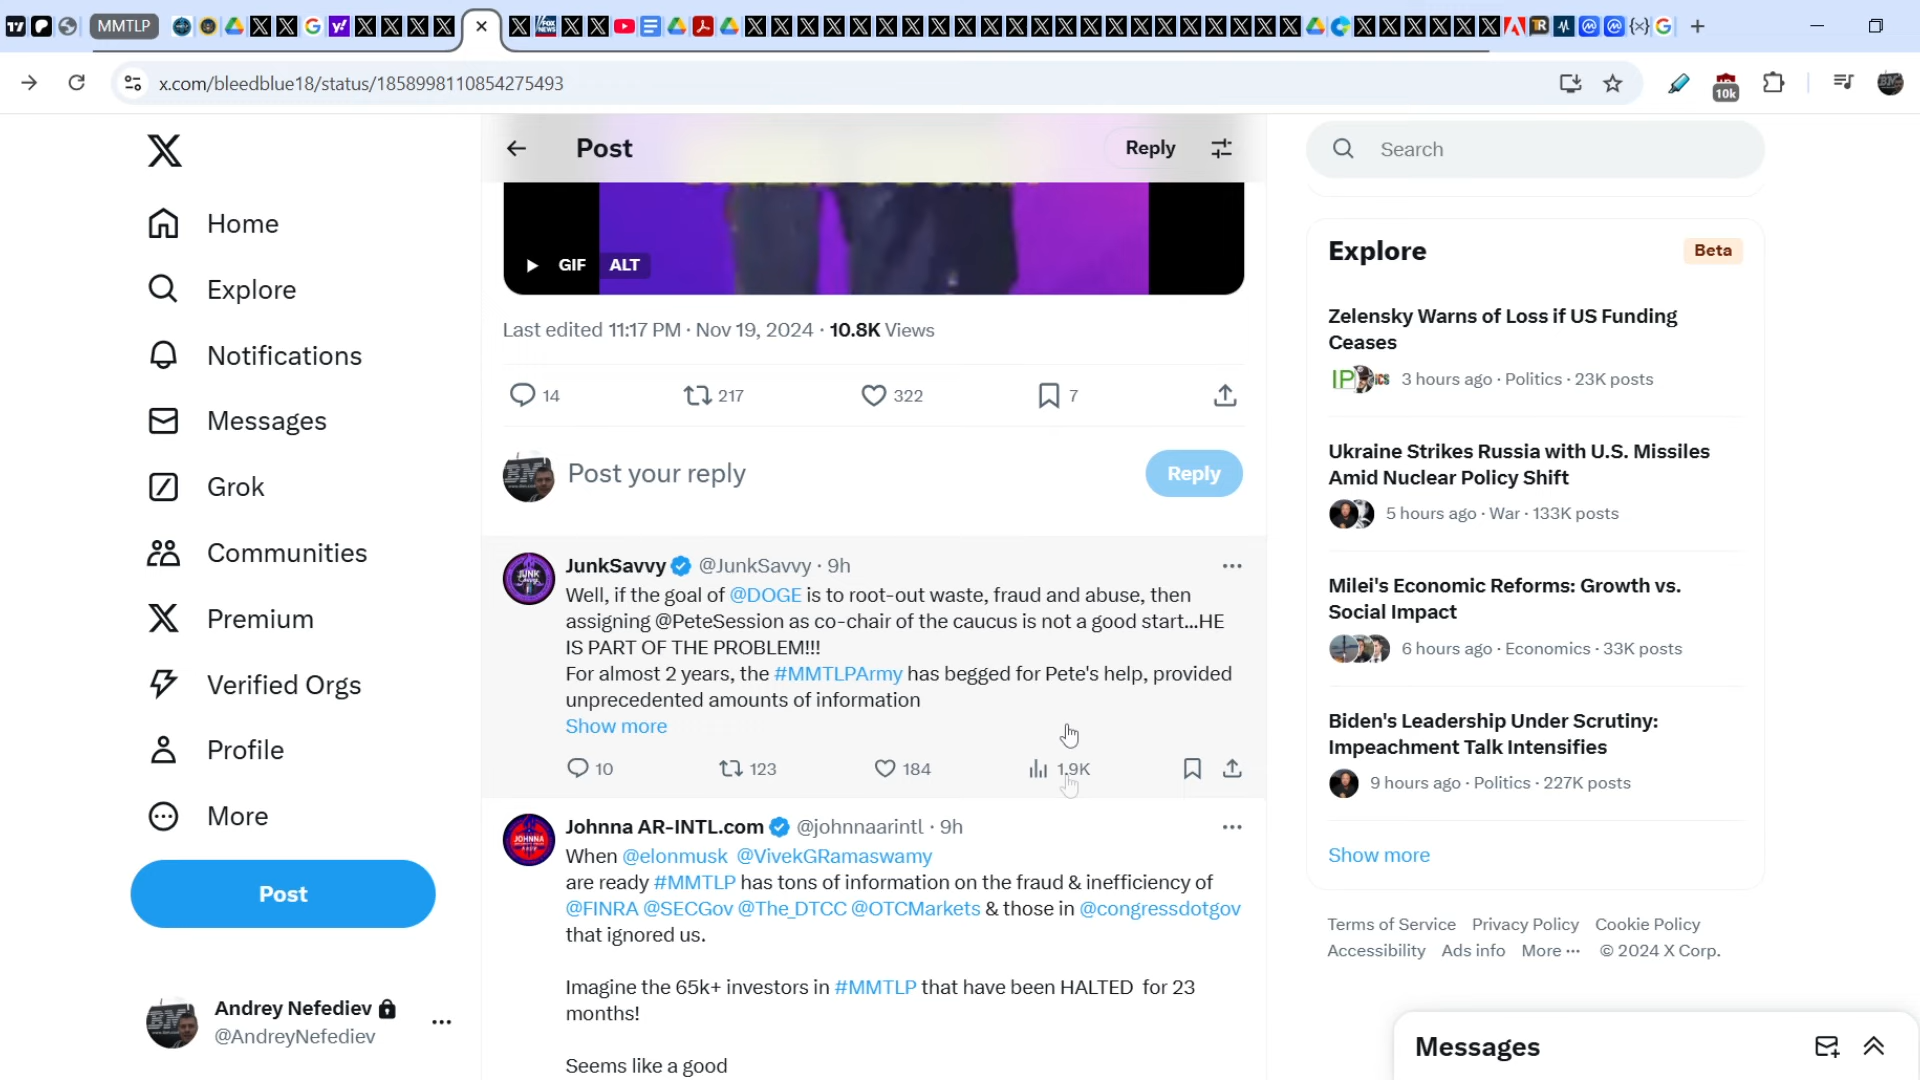 MMTLP
x.com/bleedblue18/status/1858998110854275493
10k
Post
Reply
Search
Home
Explore
Notifications
Messages
Grok
Communities
Premium
Verified Orgs
Profile
More
Post
Andrey Nefediev
@AndreyNefediev
GIF
ALT
Last edited 11:17 PM · Nov 19, 2024 · 10.8K Views
14
217
322
7
Post your reply
Reply
JunkSavvy @JunkSavvy · 9h
Well, if the goal of @DOGE is to root-out waste, fraud and abuse, then
assigning @PeteSession as co-chair of the caucus is not a good start...HE
IS PART OF THE PROBLEM!!!
For almost 2 years, the #MMTLPArmy has begged for Pete's help, provided
unprecedented amounts of information
Show more
10
123
184
1.9K
Johnna AR-INTL.com @johnnaarintl · 9h
When @elonmusk @VivekGRamaswamy
are ready #MMTLP has tons of information on the fraud & inefficiency of
@FINRA @SECGov @The_DTCC @OTCMarkets & those in @congressdotgov
that ignored us.
Imagine the 65k+ investors in #MMTLP that have been HALTED for 23
months!
Seems like a good
Explore
Beta
Zelensky Warns of Loss if US Funding
Ceases
3 hours ago · Politics · 23K posts
Ukraine Strikes Russia with U.S. Missiles
Amid Nuclear Policy Shift
5 hours ago · War · 133K posts
Milei's Economic Reforms: Growth vs.
Social Impact
6 hours ago · Economics · 33K posts
Biden's Leadership Under Scrutiny:
Impeachment Talk Intensifies
9 hours ago · Politics · 227K posts
Show more
Terms of Service Privacy Policy Cookie Policy
Accessibility Ads info More ··· © 2024 X Corp.
Messages